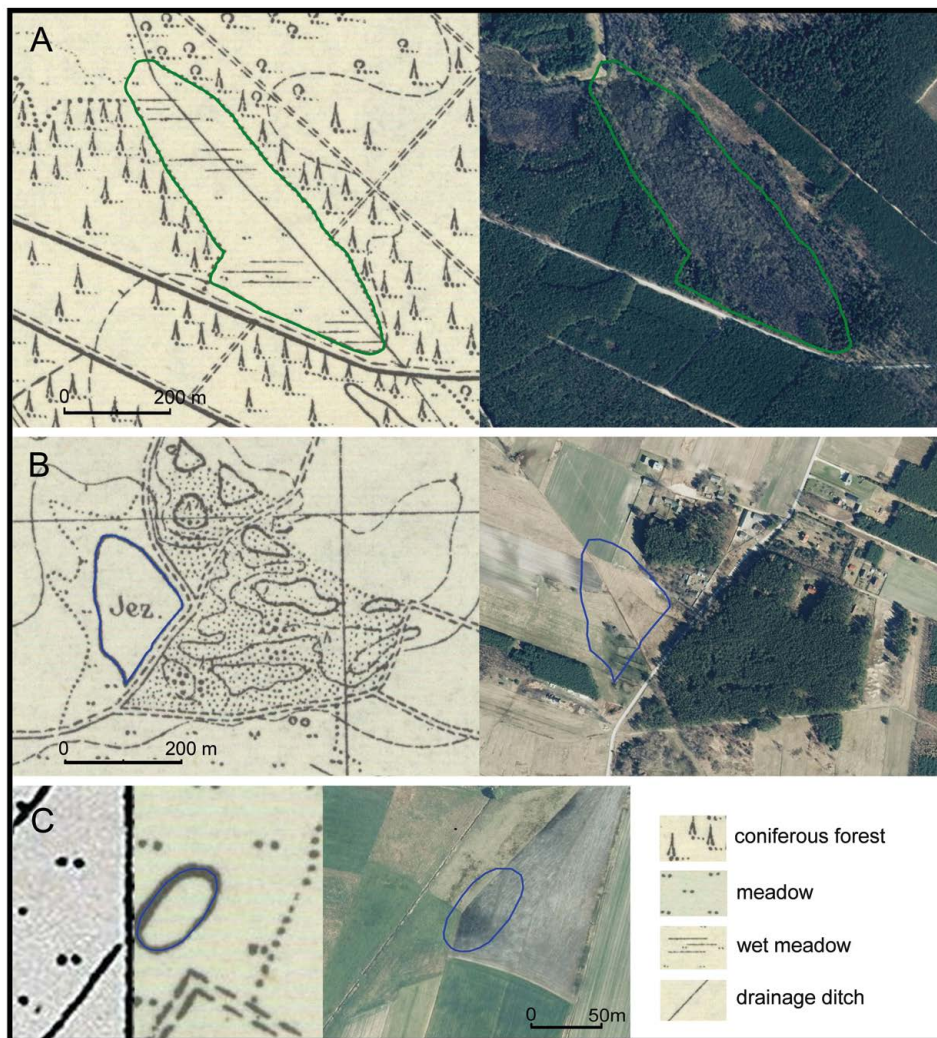 A
0 200 m
B
Jez.
0 200 m
C
0 50m
coniferous forest
meadow
wet meadow
drainage ditch